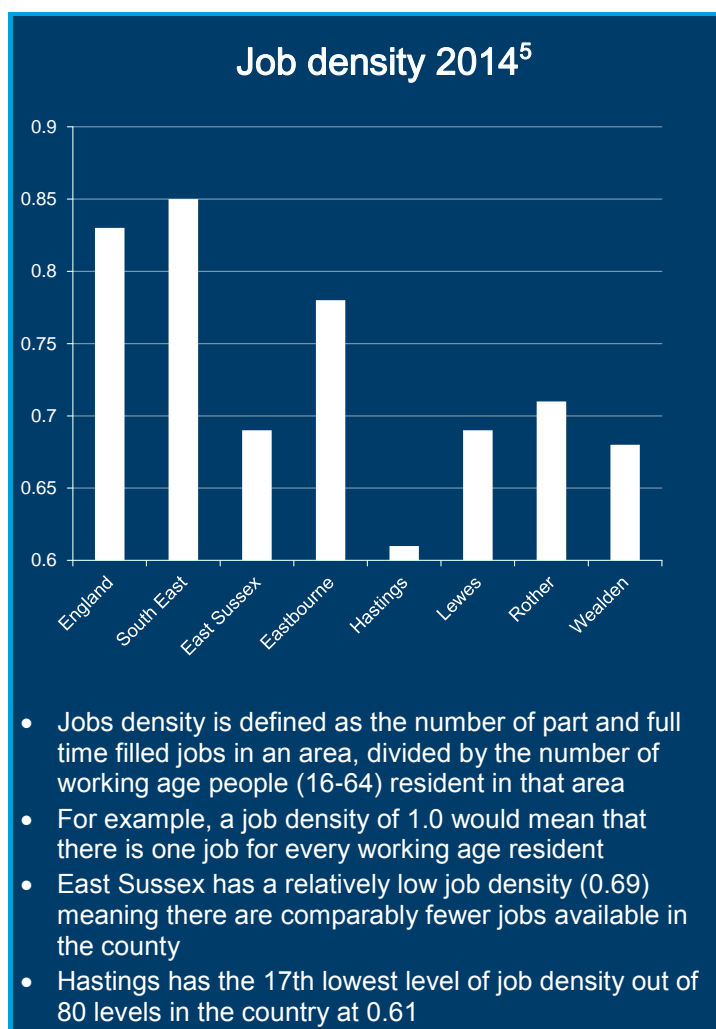 Job density 2014⁵
0.9
0.85
0.8
0.75
0.7
0.65
0.6
England
South East
East Sussex
Eastbourne
Hastings
Lewes
Rother
Wealden
• Jobs density is defined as the number of part and full
time filled jobs in an area, divided by the number of
working age people (16-64) resident in that area
• For example, a job density of 1.0 would mean that
there is one job for every working age resident
• East Sussex has a relatively low job density (0.69)
meaning there are comparably fewer jobs available in
the county
• Hastings has the 17th lowest level of job density out of
80 levels in the country at 0.61